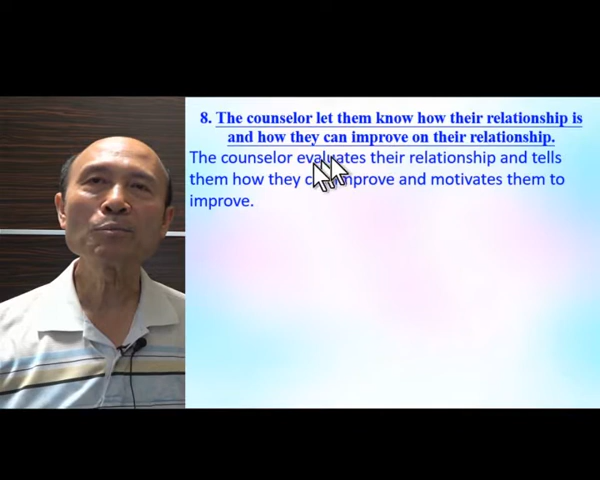 8. The counselor let them know how their relationship is
and how they can improve on their relationship.
The counselor evaluates their relationship and tells
them how they c improve and motivates them to
improve.